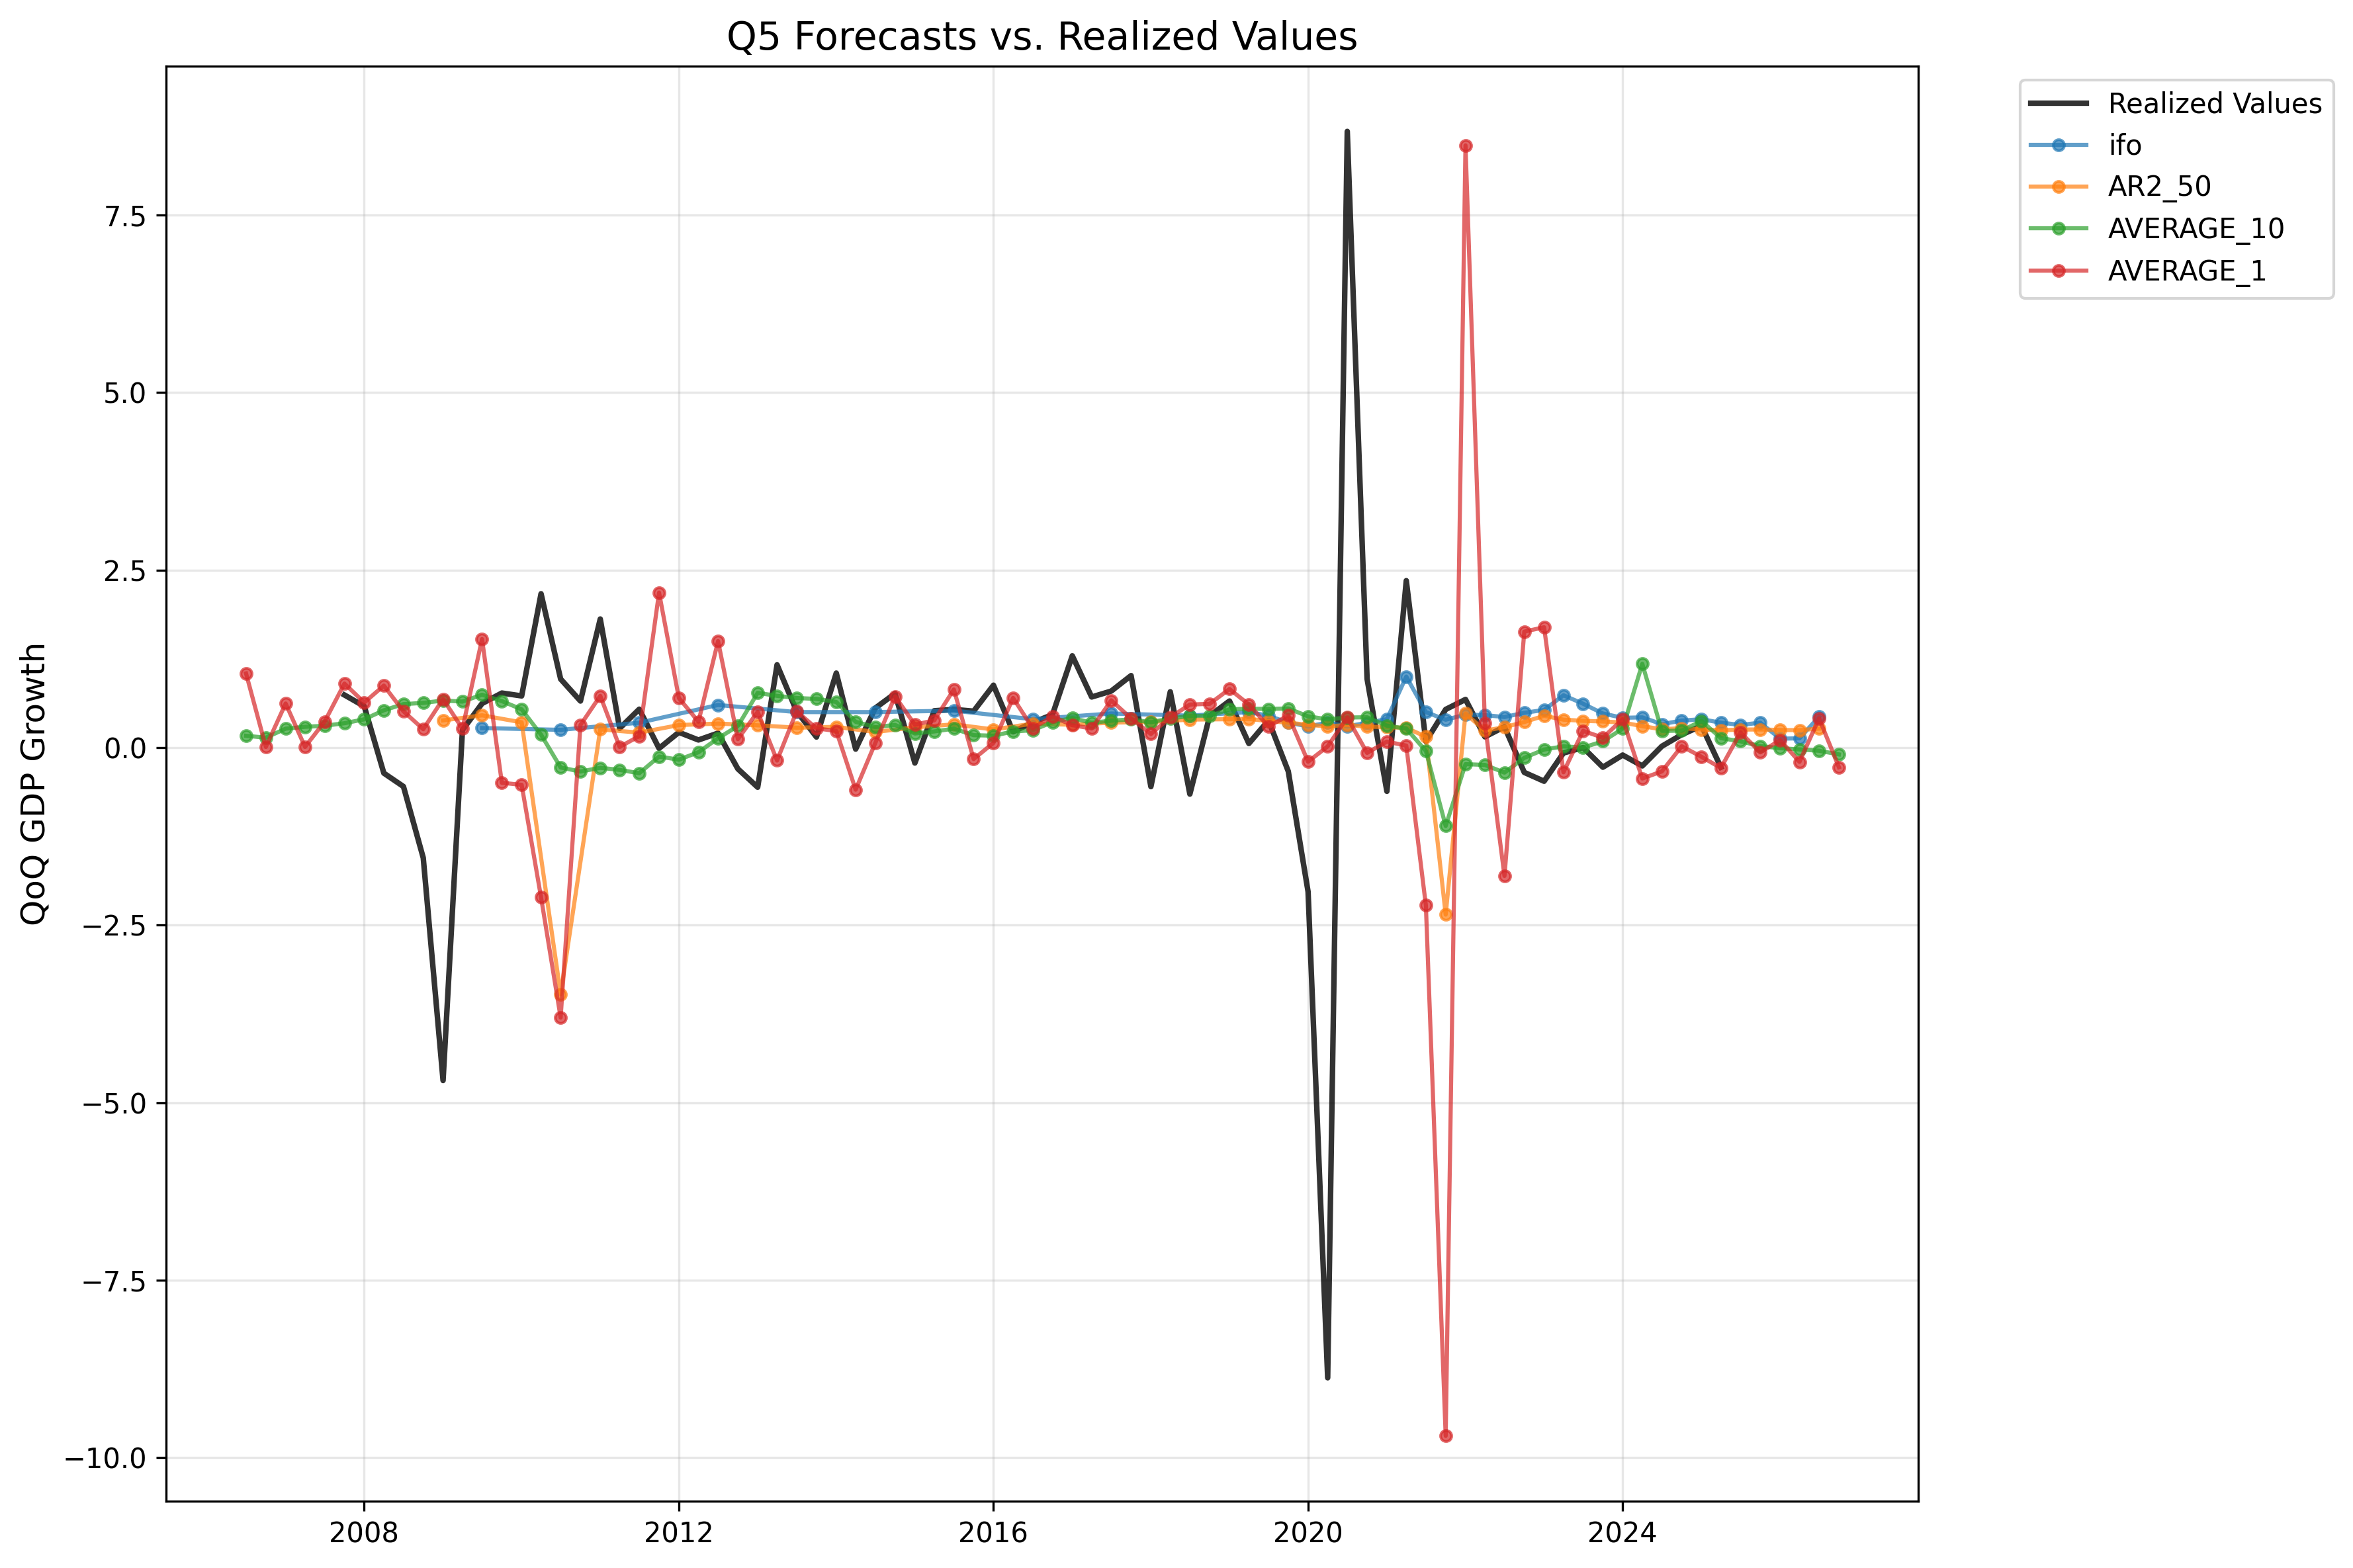 Q5 Forecasts vs. Realized Values
Realized Values
ifo
AR2_50
AVERAGE_10
AVERAGE_1
QoQ GDP Growth
7.5
5.0
2.5
0.0
−2.5
−5.0
−7.5
−10.0
2008
2012
2016
2020
2024